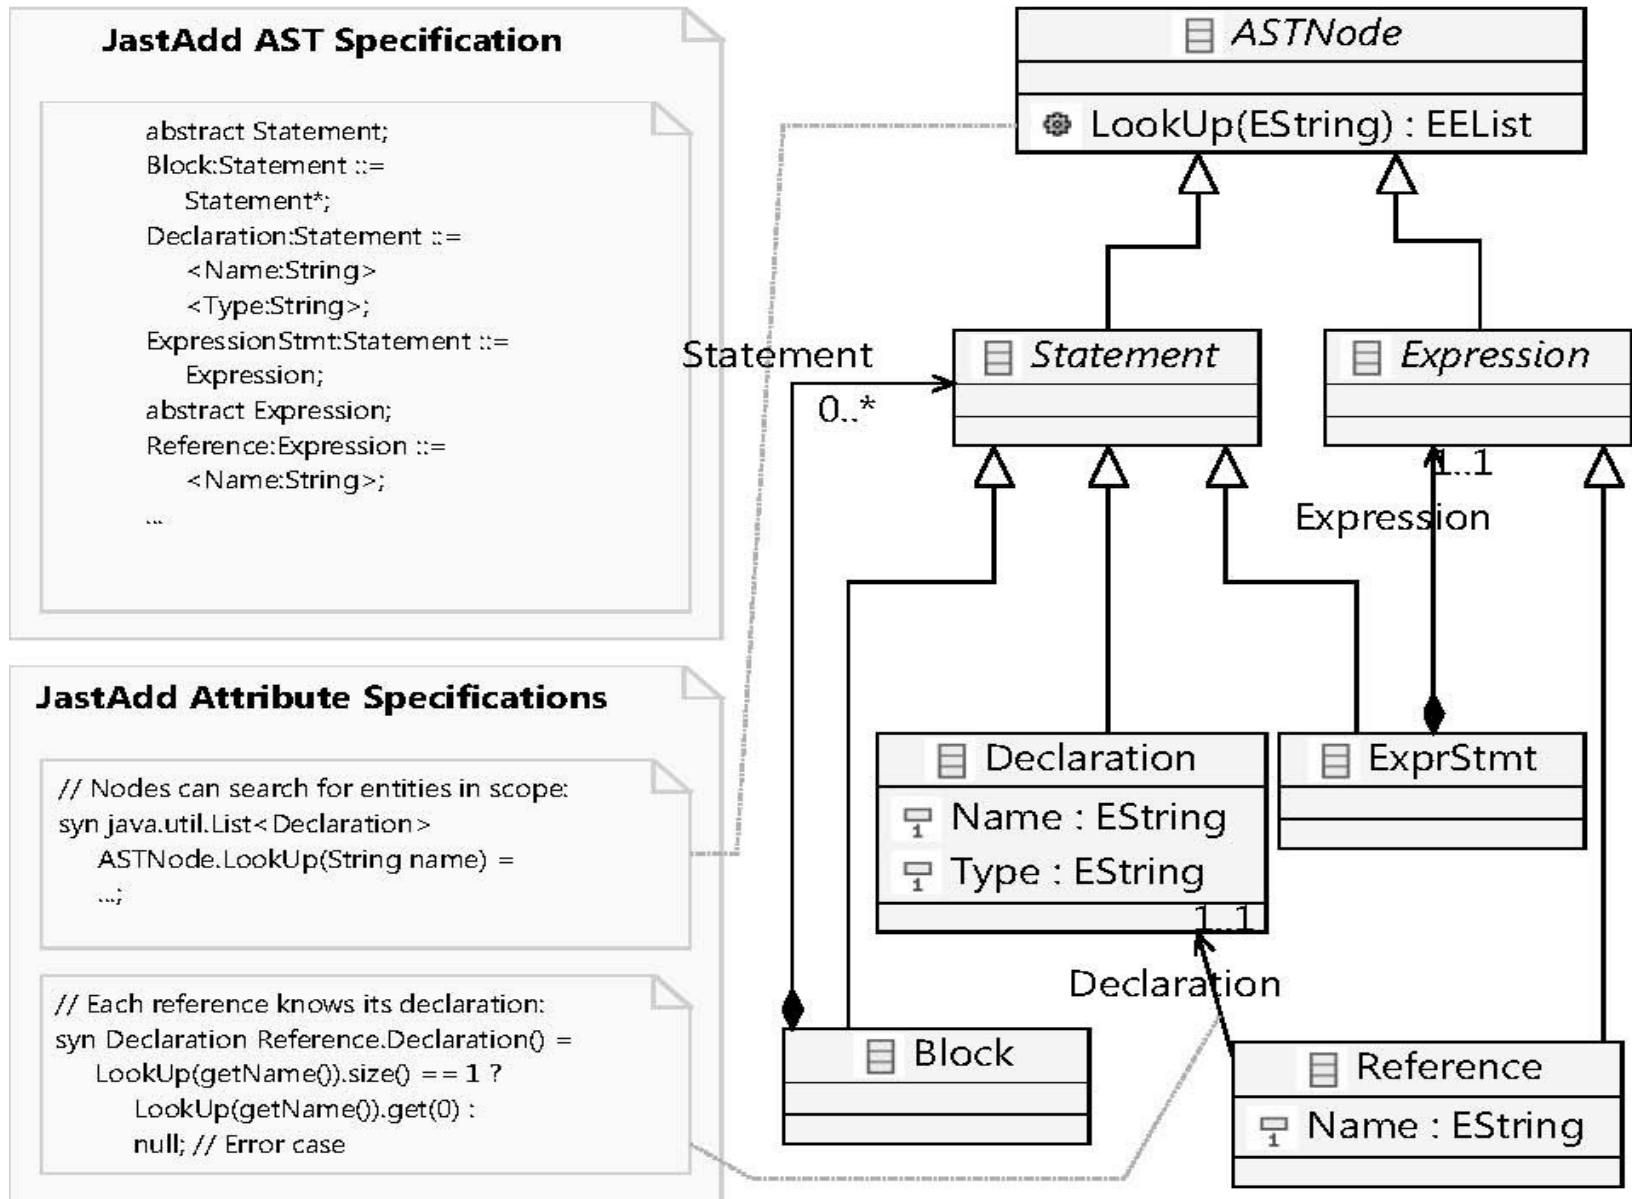 JastAdd AST Specification
abstract Statement;
Block:Statement ::=
Statement*;
Declaration:Statement ::=
<Name:String>
<Type:String>;
ExpressionStmt:Statement ::=
Expression;
abstract Expression;
Reference:Expression ::=
<Name:String>;
...
JastAdd Attribute Specifications
// Nodes can search for entities in scope:
syn java.util.List<Declaration>
ASTNode.LookUp(String name) =
...;
// Each reference knows its declaration:
syn Declaration Reference.Declaration() =
LookUp(getName()).size() == 1 ?
LookUp(getName()).get(0) :
null; // Error case
ASTNode
LookUp(EString) : EEList
Statement
0..*
Statement
Expression
1..1
Expression
Declaration
1 Name : EString
1 Type : EString
1..1
Declaration
ExprStmt
Block
Reference
1 Name : EString